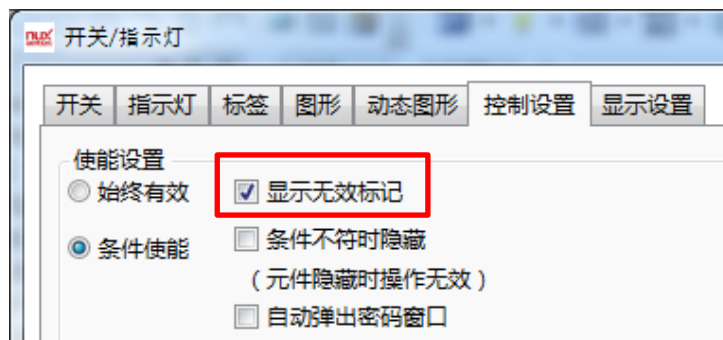 nux 开关/指示灯
开关 指示灯 标签 图形 动态图形 控制设置 显示设置
使能设置
始终有效 显示无效标记
条件使能 条件不符时隐藏
(元件隐藏时操作无效)
自动弹出密码窗口